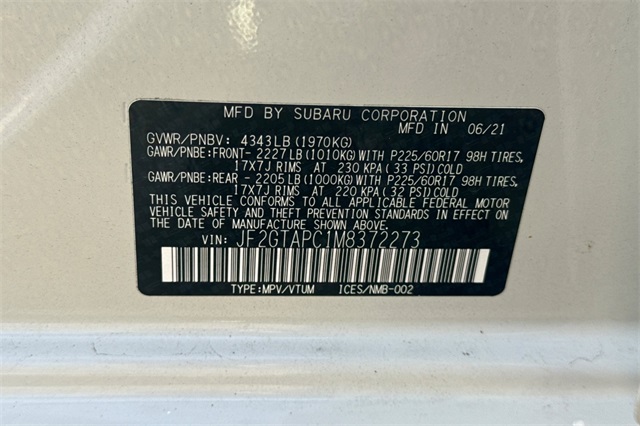 MFD BY SUBARU CORPORATION
MFD IN 06/21
GVWR/PNBV: 4343LB(1970KG)
GAWR/PNBE:FRONT-2227LB(1010KG)WITH P225/60R17 98H TIRES,
17X7J RIMS AT 230 KPA(33 PSI)COLD
GAWR/PNBE:REAR -2205LB(1000KG)WITH P225/60R17 98H TIRES,
17X7J RIMS AT 220 KPA(32 PSI)COLD
THIS VEHICLE CONFORMS TO ALL APPLICABLE FEDERAL MOTOR
VEHICLE SAFETY AND THEFT PREVENTION STANDARDS IN EFFECT
ON THE DATE OF MANUFACTURE SHOWN ABOVE.
VIN: JF2GTAPC1M8372273
TYPE:MPV/VTUM ICES/NMB-002